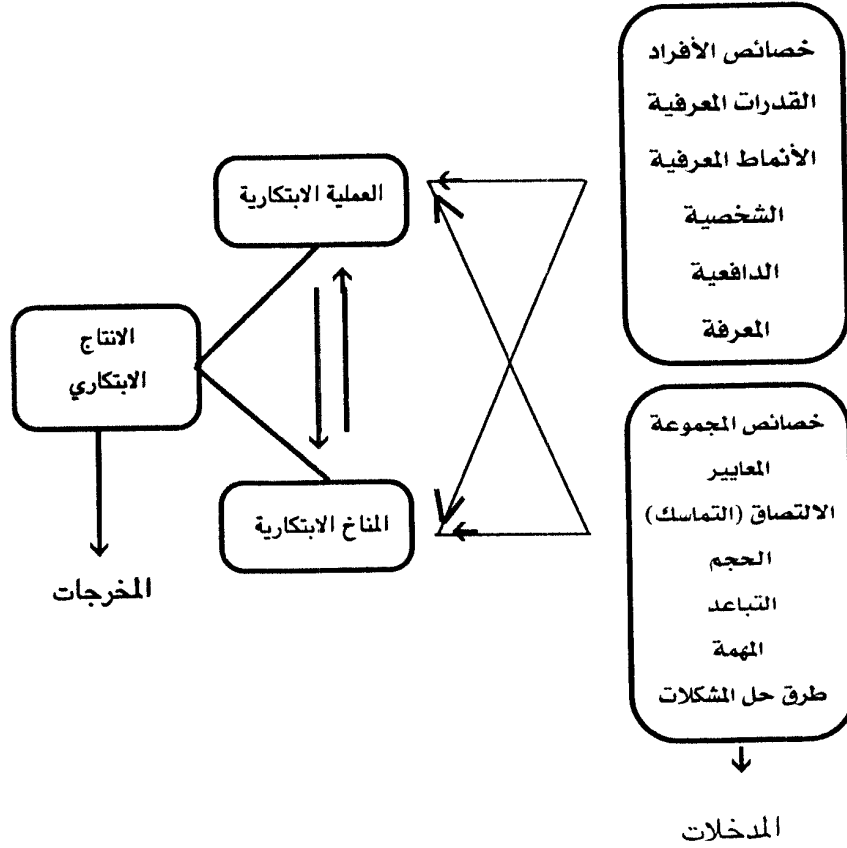 خصائص الأفراد
القدرات المعرفية
الأنماط المعرفية
الشخصية
الدافعية
المعرفة
خصائص المجموعة
المعايير
الالتصاق (التماسك)
الحجم
التباعد
المهمة
طرق حل المشكلات
المدخلات
العملية الابتكارية
المناخ الابتكارية
الانتاج
الابتكاري
المخرجات